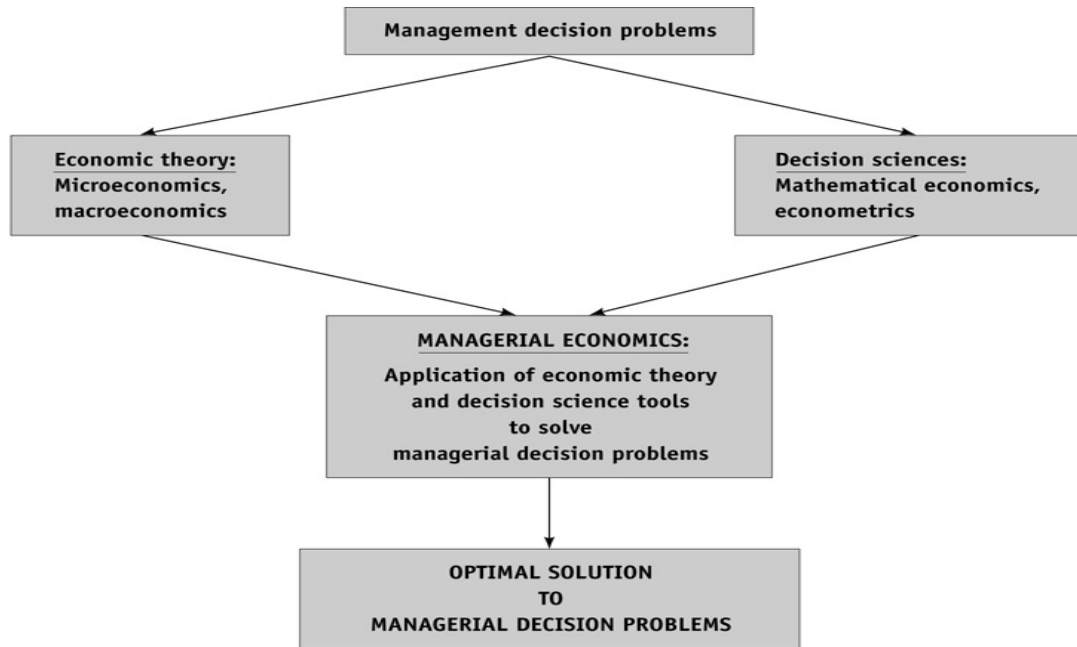 Management decision problems
Economic theory:
Microeconomics,
macroeconomics
Decision sciences:
Mathematical economics,
econometrics
MANAGERIAL ECONOMICS:
Application of economic theory
and decision science tools
to solve
managerial decision problems
OPTIMAL SOLUTION
TO
MANAGERIAL DECISION PROBLEMS